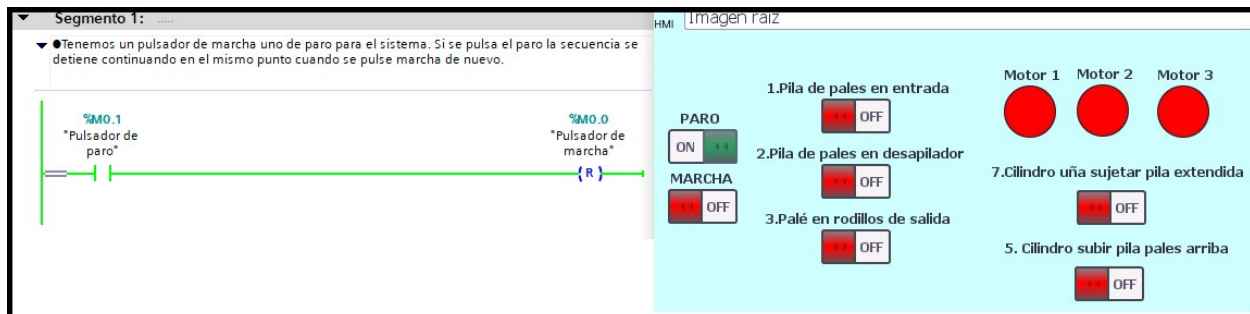 Segmento 1: .....
Tenemos un pulsador de marcha uno de paro para el sistema. Si se pulsa el paro la secuencia se
detiene continuando en el mismo punto cuando se pulse marcha de nuevo.
%M0.1
"Pulsador de
paro"
%M0.0
"Pulsador de
marcha"
R
HMI
Imagen raiz
PARO
ON
MARCHA
OFF
1.Pila de pales en entrada
OFF
2.Pila de pales en desapilador
OFF
3.Palé en rodillos de salida
OFF
Motor 1 Motor 2 Motor 3
7.Cilindro uña sujetar pila extendida
OFF
5. Cilindro subir pila pales arriba
OFF